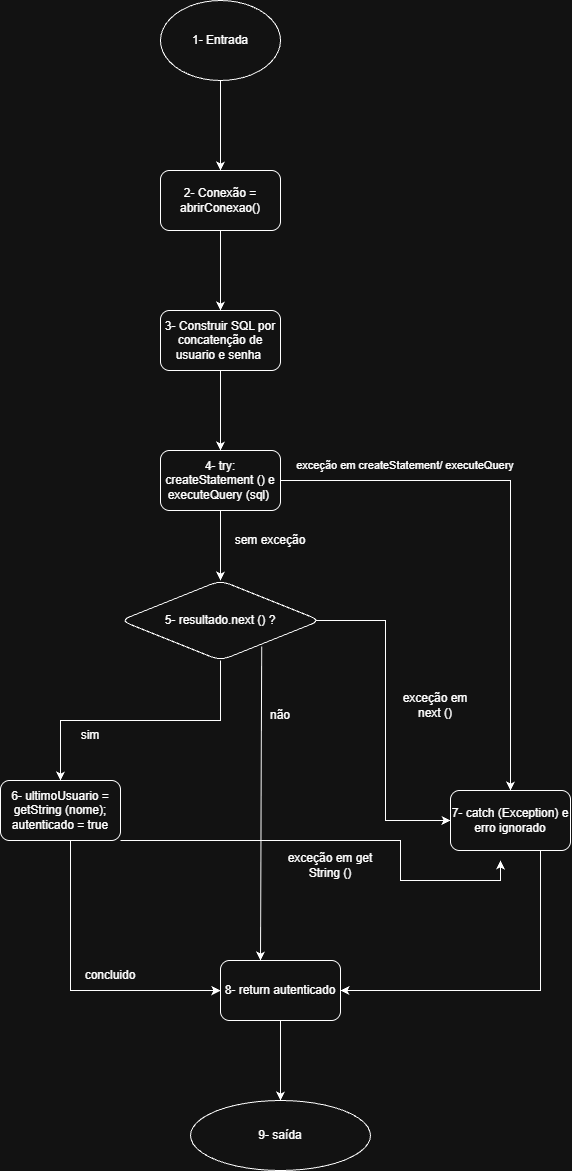 1- Entrada
2- Conexão =
abrirConexao()
3- Construir SQL por
concatenção de
usuario e senha
4- try:
createStatement () e
executeQuery (sql)
exceção em createStatement/ executeQuery
sem exceção
5- resultado.next () ?
exceção em
next ()
não
sim
6- ultimoUsuario =
getString (nome);
autenticado = true
7- catch (Exception) e
erro ignorado
exceção em get
String ()
concluido
8- return autenticado
9- saída